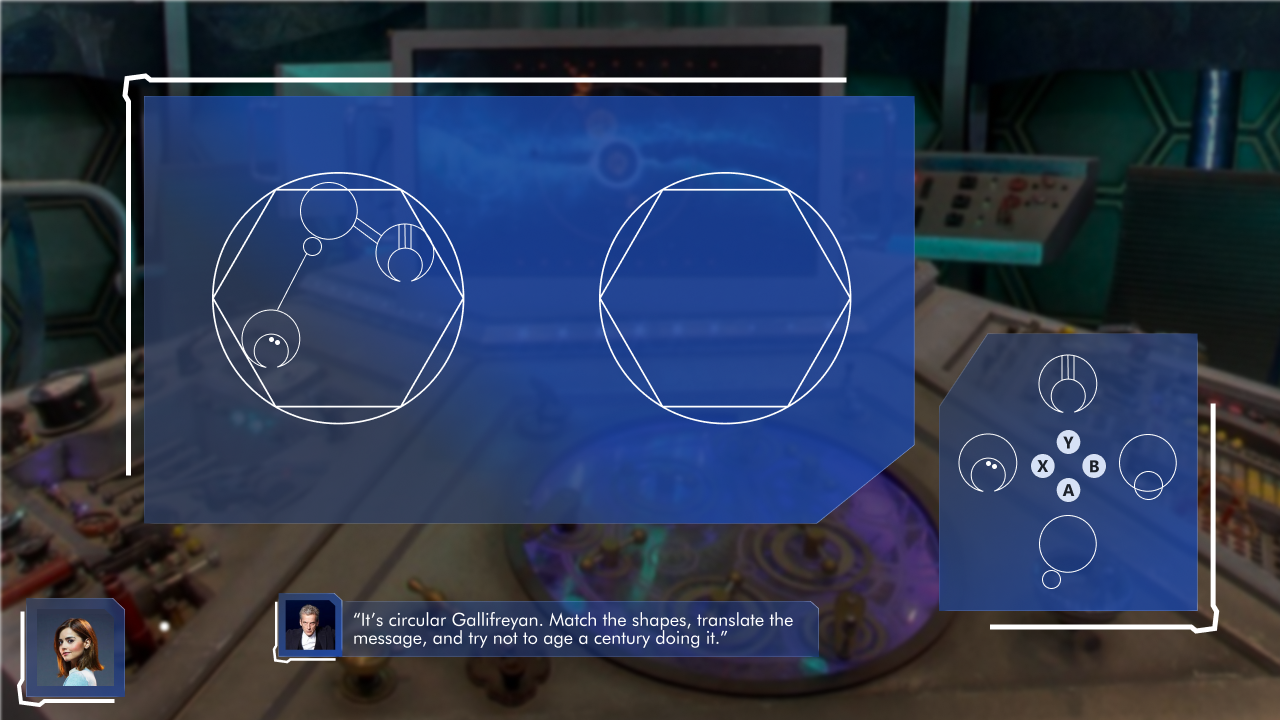 Y
X B
A
“It’s circular Gallifreyan. Match the shapes, translate the
message, and try not to age a century doing it.”